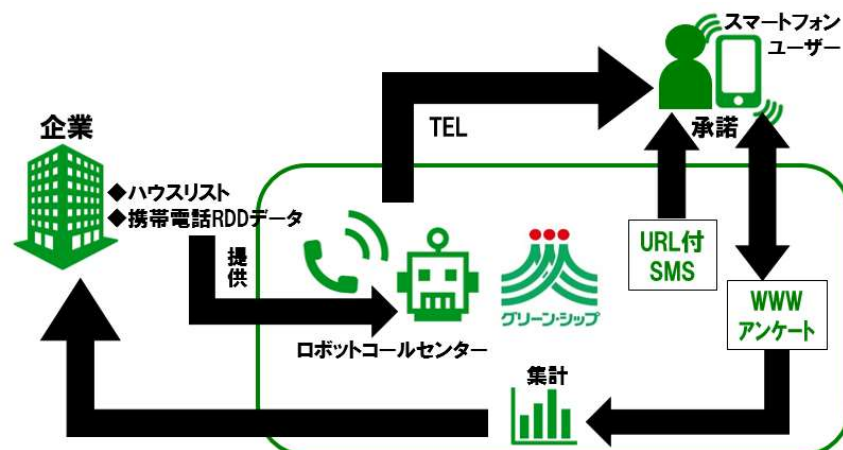 スマートフォン
ユーザー
承諾
TEL
企業
◆ハウスリスト
◆携帯電話RDDデータ
提供
ロボットコールセンター
グリーン・シップ
URL付
SMS
WWW
アンケート
集計